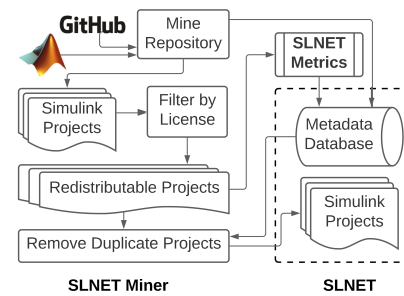 GitHub
Mine
Repository
SLNET
Metrics
Simulink
Projects
Filter by
License
Metadata
Database
Redistributable Projects
Simulink
Projects
Remove Duplicate Projects
SLNET Miner
SLNET